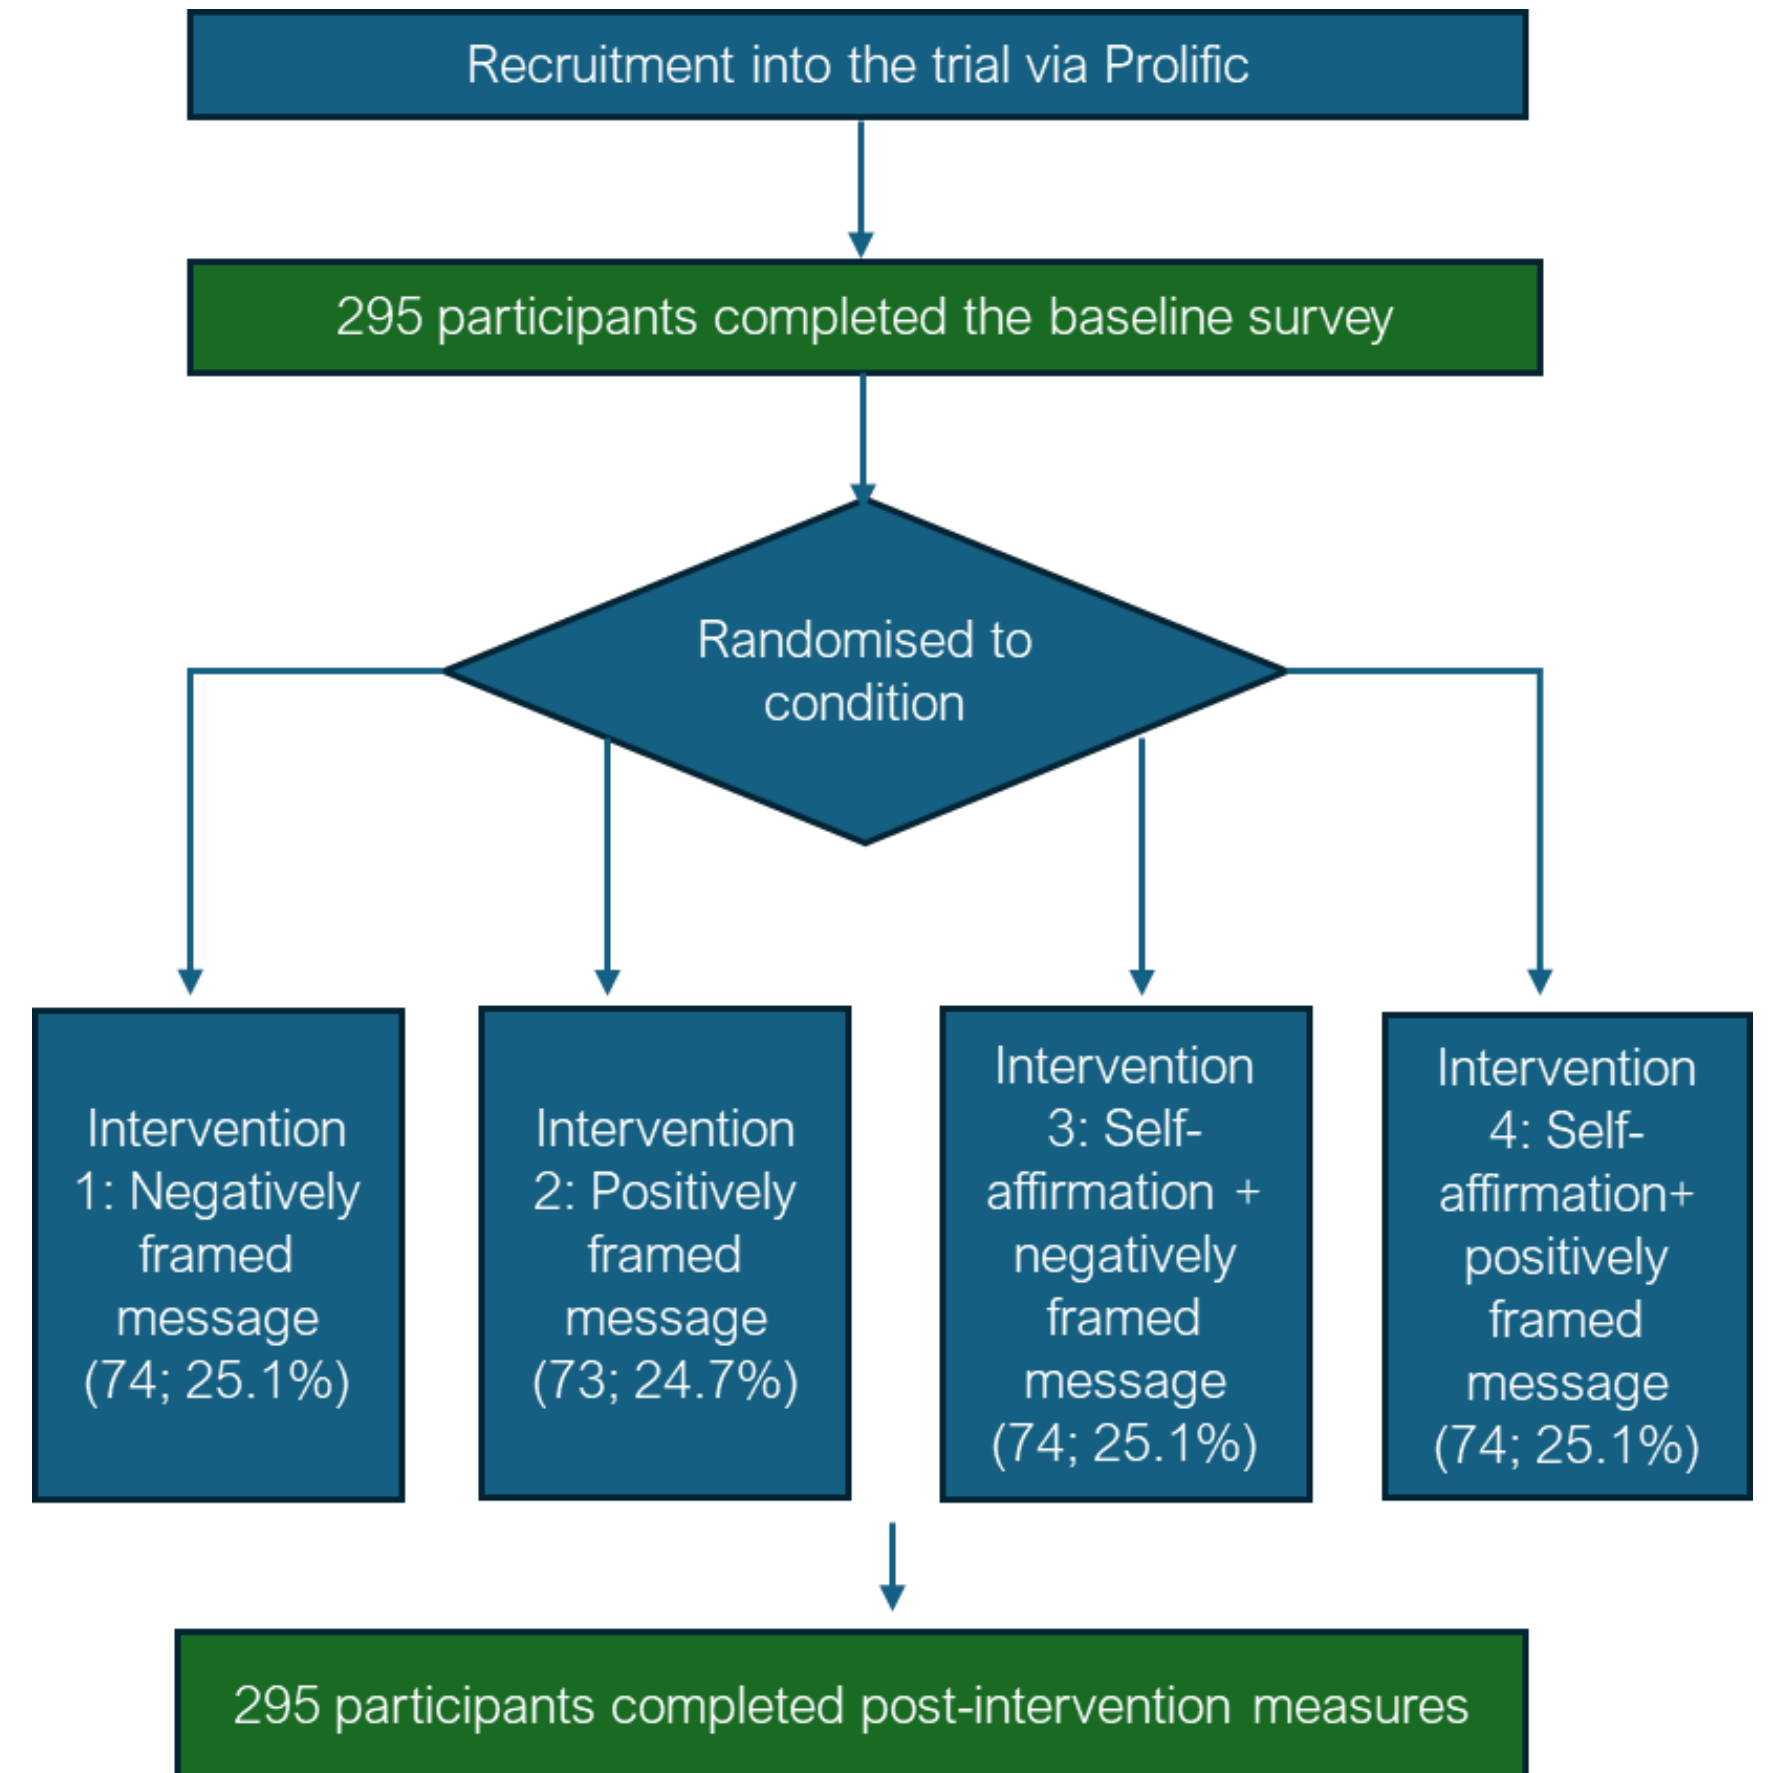 Recruitment into the trial via Prolific
295 participants completed the baseline survey
Randomised to
condition
Intervention
1: Negatively
framed
message
(74; 25.1%)
Intervention
2: Positively
framed
message
(73; 24.7%)
Intervention
3: Self-
affirmation +
negatively
framed
message
(74; 25.1%)
Intervention
4: Self-
affirmation+
positively
framed
message
(74; 25.1%)
295 participants completed post-intervention measures